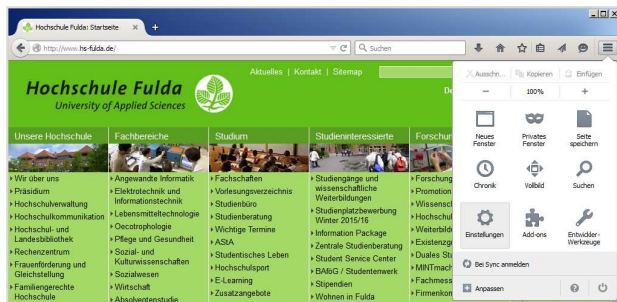 Hochschule Fulda: Startseite
http://www.hs-fulda.de/
Suchen
Aktuelles | Kontakt | Sitemap
Hochschule Fulda
University of Applied Sciences
De
Unsere Hochschule
Wir über uns
Präsidium
Hochschulverwaltung
Hochschulkommunikation
Hochschul- und
Landesbibliothek
Rechenzentrum
Frauenförderung und
Gleichstellung
Familiengerechte
Hochschule
Fachbereiche
Angewandte Informatik
Elektrotechnik und
Informationstechnik
Lebensmitteltechnologie
Oecotrophologie
Pflege und Gesundheit
Sozial- und
Kulturwissenschaften
Sozialwesen
Wirtschaft
Absolventenstudie
Studium
Fachschaften
Vorlesungsverzeichnis
Studienbüro
Studienberatung
Wichtige Termine
AStA
Studentisches Leben
Hochschulsport
E-Learning
Zusatzangebote
Studieninteressierte
Studiengänge und
wissenschaftliche
Weiterbildungen
Studienplatzbewerbung
Winter 2015/16
Information Package
Zentrale Studienberatung
Student Service Center
BAföG / Studentenwerk
Stipendien
Wohnen in Fulda
Forschun
Forschung
Promotion
Wissensc
Hochschul
Weiterbild
Existenzg
Duales Stu
MINTmach
Fachmess
Firmenkon
Ausschn... Kopieren Einfügen
− 100% +
Neues
Fenster
Privates
Fenster
Seite
speichern
Chronik Vollbild Suchen
Einstellungen Add-ons Entwickler-
Werkzeuge
Bei Sync anmelden
Anpassen